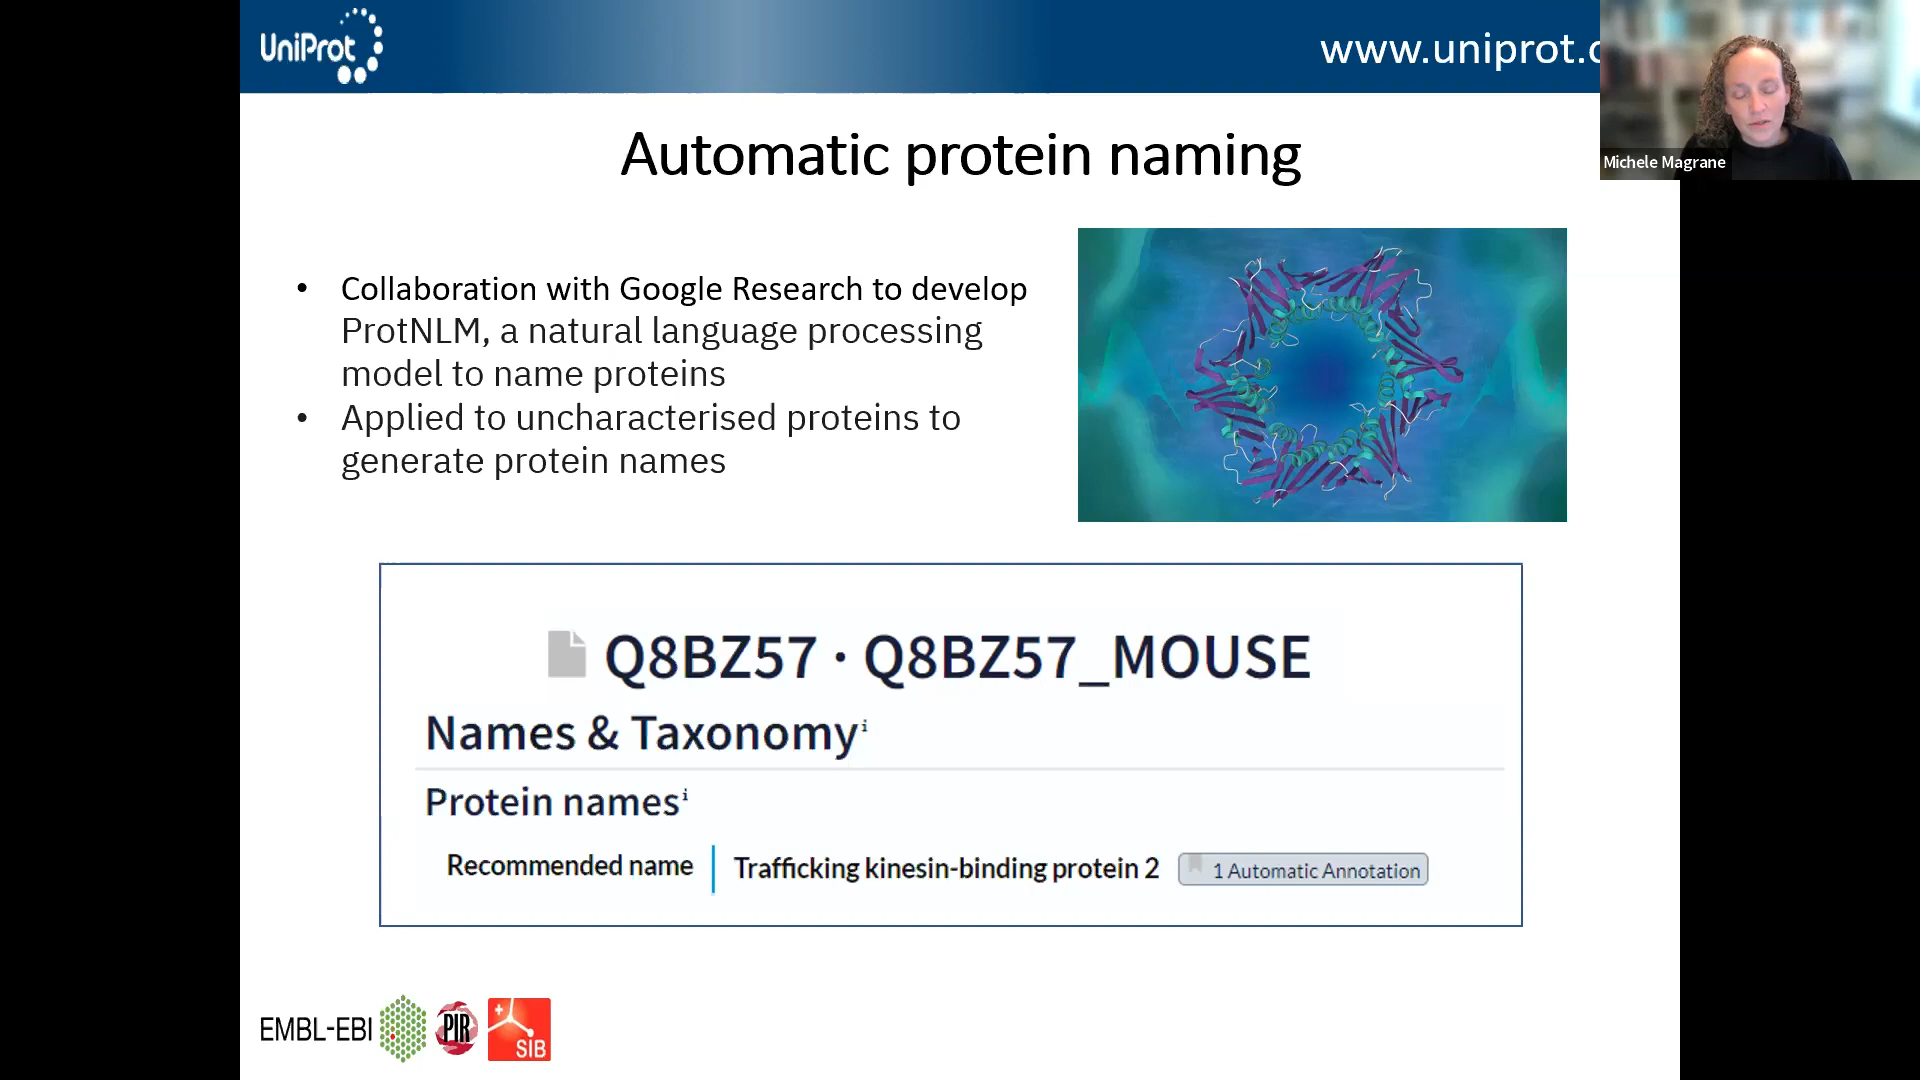 UniProt
www.uniprot.
Michele Magrane
Automatic protein naming
• Collaboration with Google Research to develop
ProtNLM, a natural language processing
model to name proteins
• Applied to uncharacterised proteins to
generate protein names
Q8BZ57 · Q8BZ57_MOUSE
Names & Taxonomyⁱ
Protein namesⁱ
Recommended name
Trafficking kinesin-binding protein 2
1 Automatic Annotation
EMBL-EBI
PIR
SIB